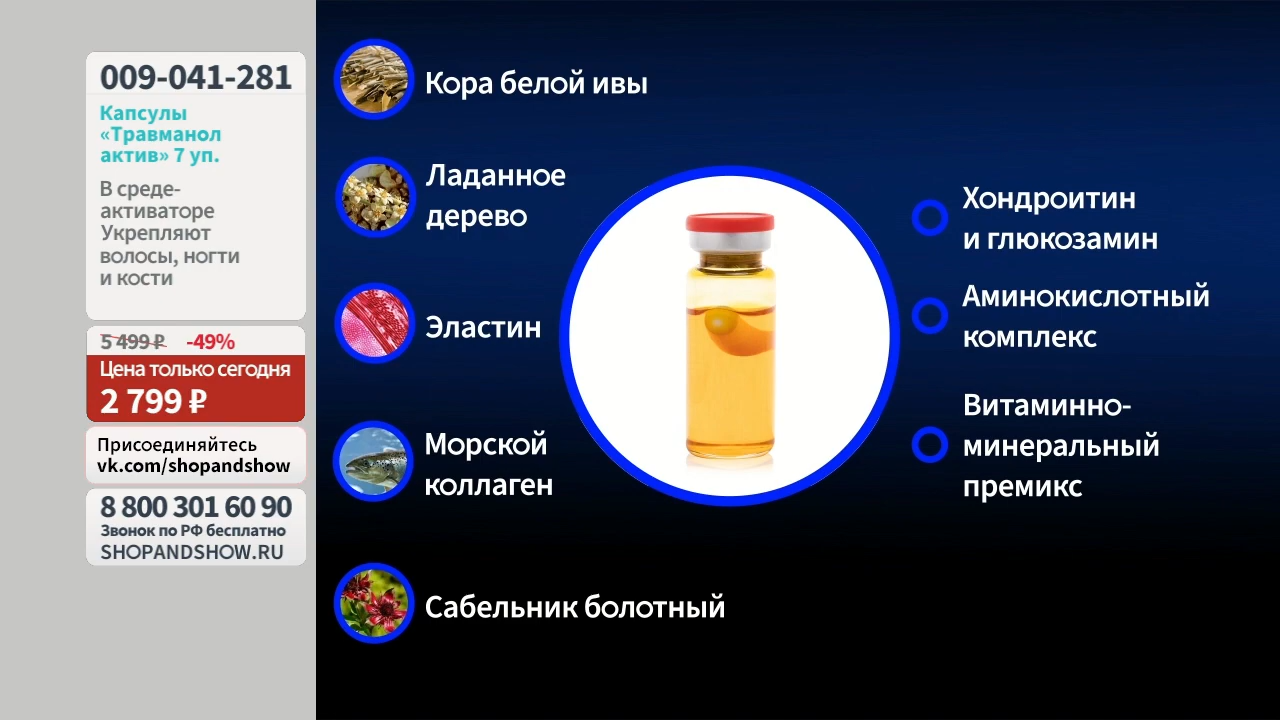 009-041-281
Капсулы
«Травманол
актив» 7 уп.
В среде-
активаторе
Укрепляют
волосы, ногти
и кости
5 499 ₽ -49%
Цена только сегодня
2 799 ₽
Присоединяйтесь
vk.com/shopandshow
8 800 301 60 90
Звонок по РФ бесплатно
SHOPANDSHOW.RU
Кора белой ивы
Ладанное
дерево
Эластин
Морской
коллаген
Сабельник болотный
Хондроитин
и глюкозамин
Аминокислотный
комплекс
Витаминно-
минеральный
премикс